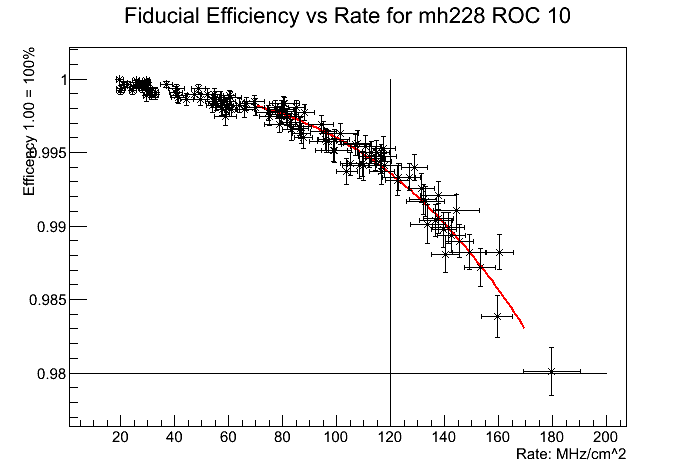 Fiducial Efficiency vs Rate for mh228 ROC 10
Efficency 1.00 = 100%
1
0.995
0.99
0.985
0.98
20 40 60 80 100 120 140 160 180 200
Rate: MHz/cm^2